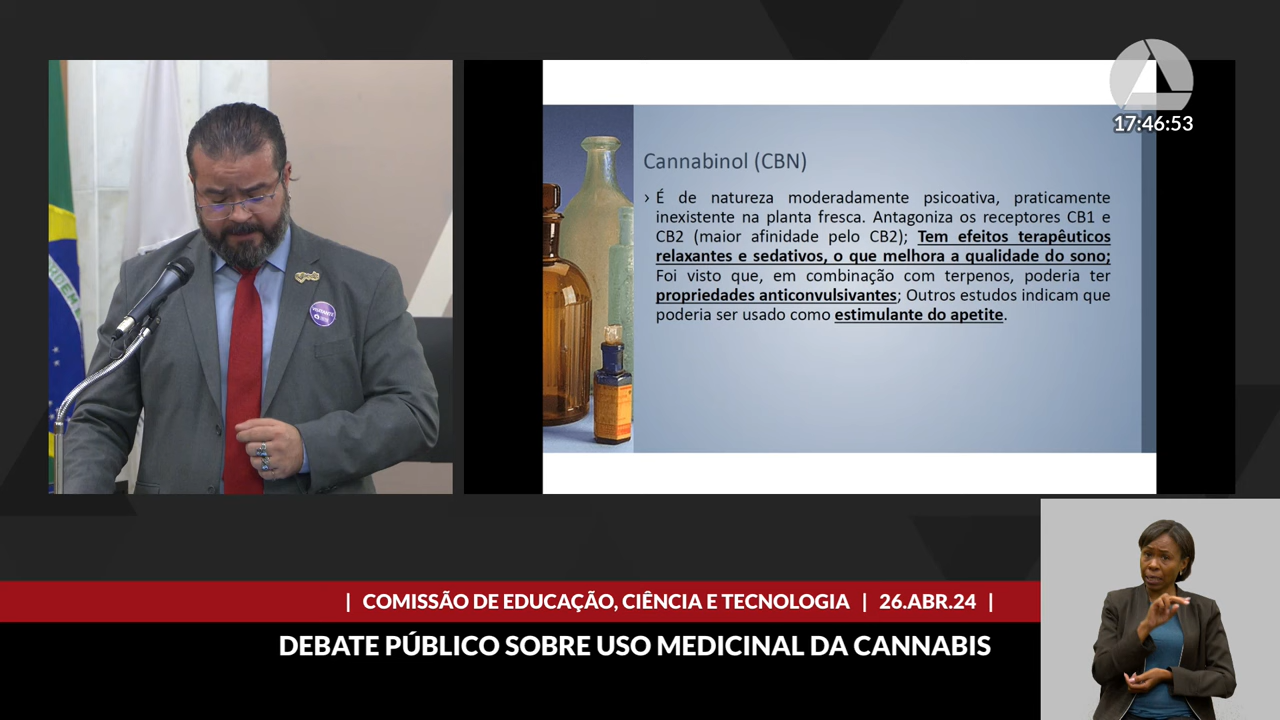 17:46:53
Cannabinol (CBN)
› É de natureza moderadamente psicoativa, praticamente
inexistente na planta fresca. Antagoniza os receptores CB1 e
CB2 (maior afinidade pelo CB2); Tem efeitos terapêuticos
relaxantes e sedativos, o que melhora a qualidade do sono;
Foi visto que, em combinação com terpenos, poderia ter
propriedades anticonvulsivantes; Outros estudos indicam que
poderia ser usado como estimulante do apetite.
| COMISSÃO DE EDUCAÇÃO, CIÊNCIA E TECNOLOGIA | 26.ABR.24 |
DEBATE PÚBLICO SOBRE USO MEDICINAL DA CANNABIS